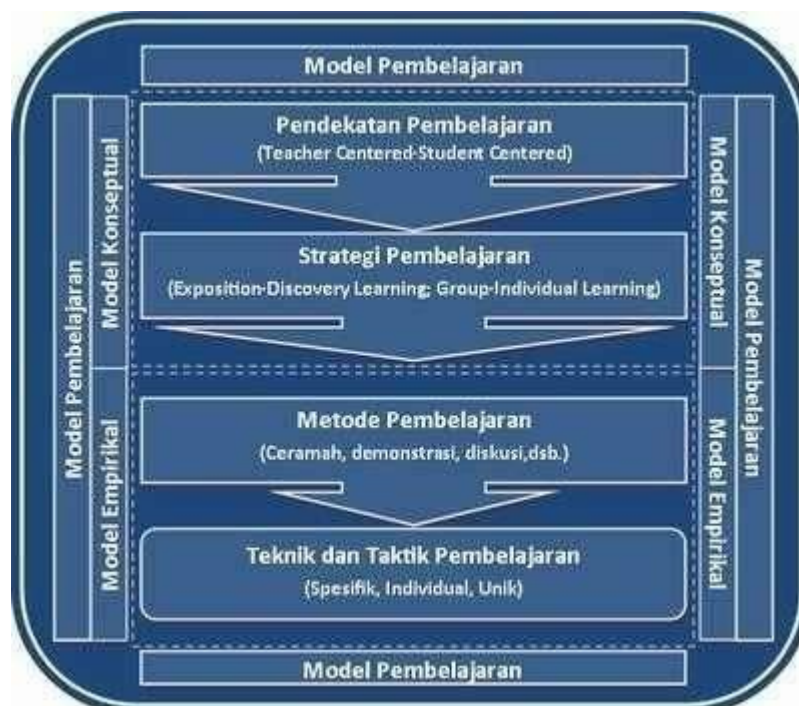 Model Pembelajaran
Model Pembelajaran
Model Konseptual
Model Empirikal
Pendekatan Pembelajaran
(Teacher Centered-Student Centered)
Strategi Pembelajaran
(Exposition-Discovery Learning; Group-Individual Learning)
Metode Pembelajaran
(Ceramah, demonstrasi, diskusi,dsb.)
Teknik dan Taktik Pembelajaran
(Spesifik, Individual, Unik)
Model Konseptual
Model Empirikal
Model Pembelajaran
Model Pembelajaran